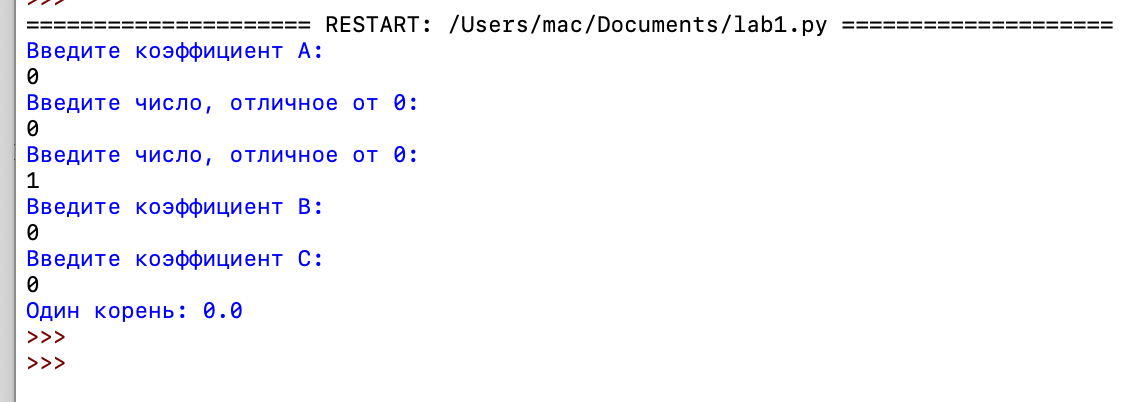 >>>
===================== RESTART: /Users/mac/Documents/lab1.py ====================
Введите коэффициент A:
0
Введите число, отличное от 0:
0
Введите число, отличное от 0:
1
Введите коэффициент B:
0
Введите коэффициент C:
0
Один корень: 0.0
>>>
>>>